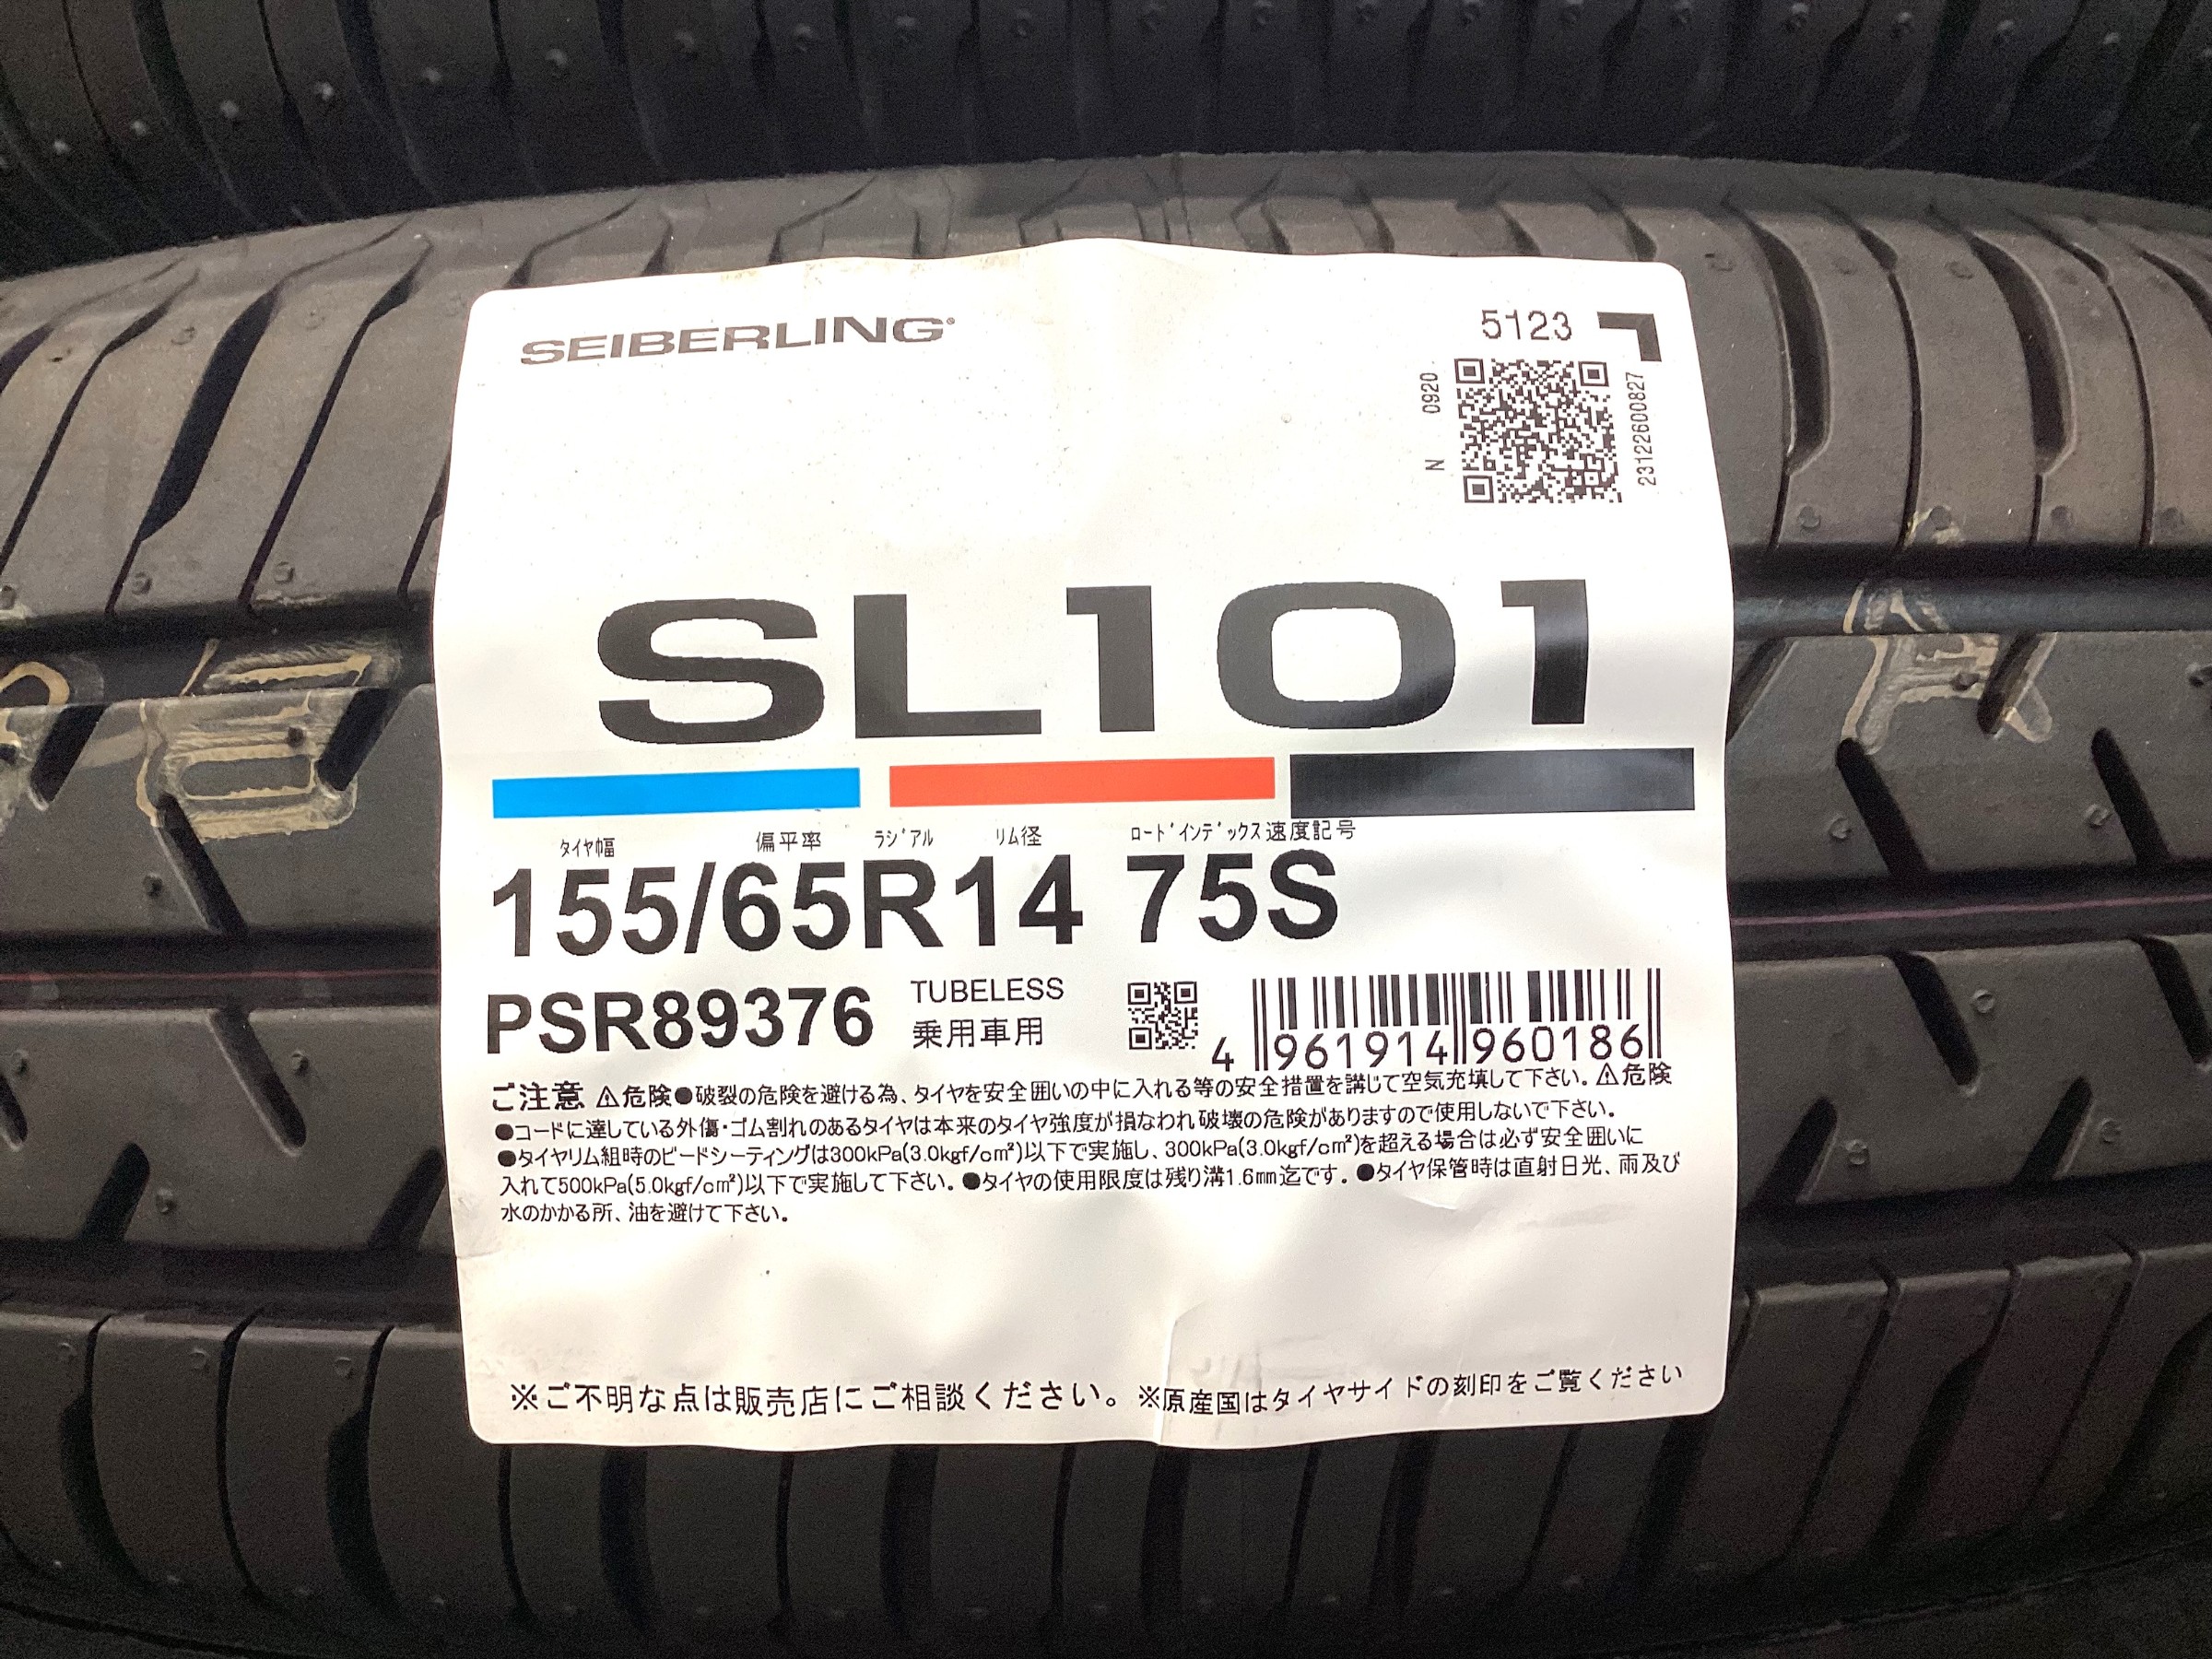 SEIBERLING®
5123
N 0920
2312260082​7
SL101
タイヤ幅 偏平率 ラジアル リム径 ロードインデックス速度記号
155/65R14 75S
PSR89376 TUBELESS
乗用車用
4 961914 960186
ご注意 ⚠危険●破裂の危険を避ける為、タイヤを安全囲いの中に入れる等の安全措置を講じて空気充填して下さい。⚠危険
●コードに達している外傷・ゴム割れのあるタイヤは本来のタイヤ強度が損なわれ破壊の危険がありますので使用しないで下さい。
●タイヤリム組時のビードシーティングは300kPa(3.0kgf/cm²)以下で実施し、300kPa(3.0kgf/cm²)を超える場合は必ず安全囲いに
入れて500kPa(5.0kgf/cm²)以下で実施して下さい。●タイヤの使用限度は残り溝1.6mm迄です。●タイヤ保管時は直射日光、雨及び
水のかかる所、油を避けて下さい。
※ご不明な点は販売店にご相談ください。※原産国はタイヤサイドの刻印をご覧ください